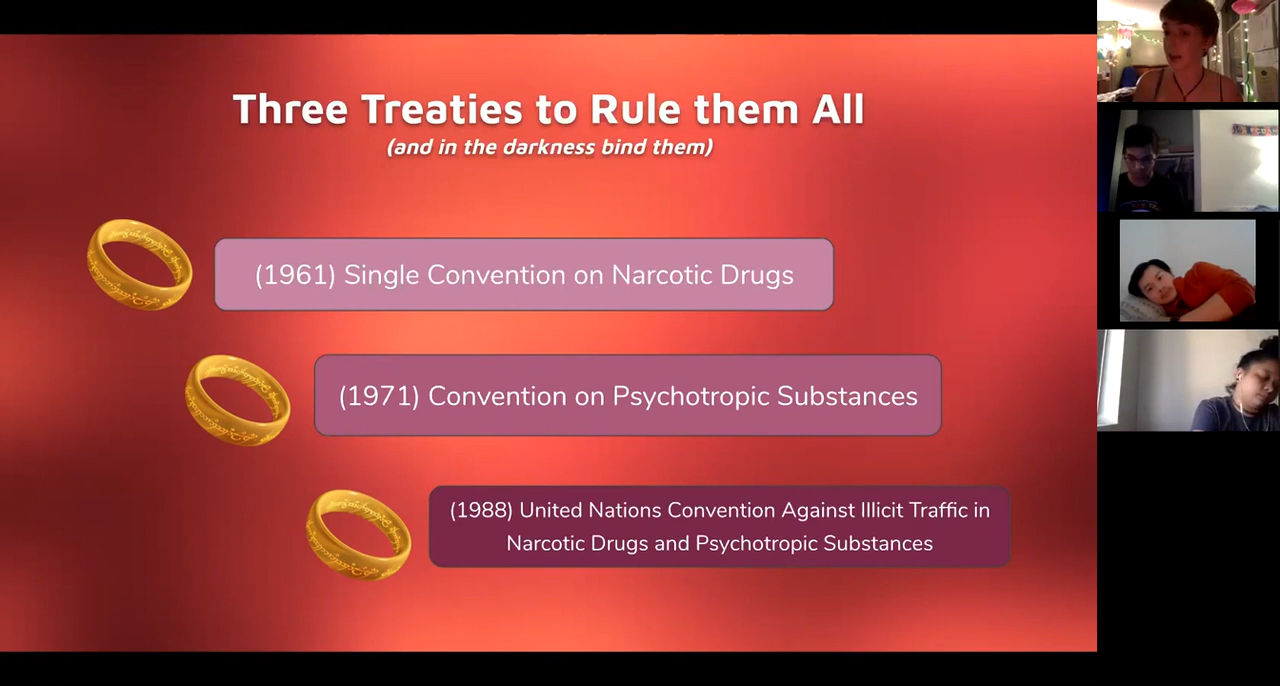 Three Treaties to Rule them All
(and in the darkness bind them)
(1961) Single Convention on Narcotic Drugs
(1971) Convention on Psychotropic Substances
(1988) United Nations Convention Against Illicit Traffic in
Narcotic Drugs and Psychotropic Substances